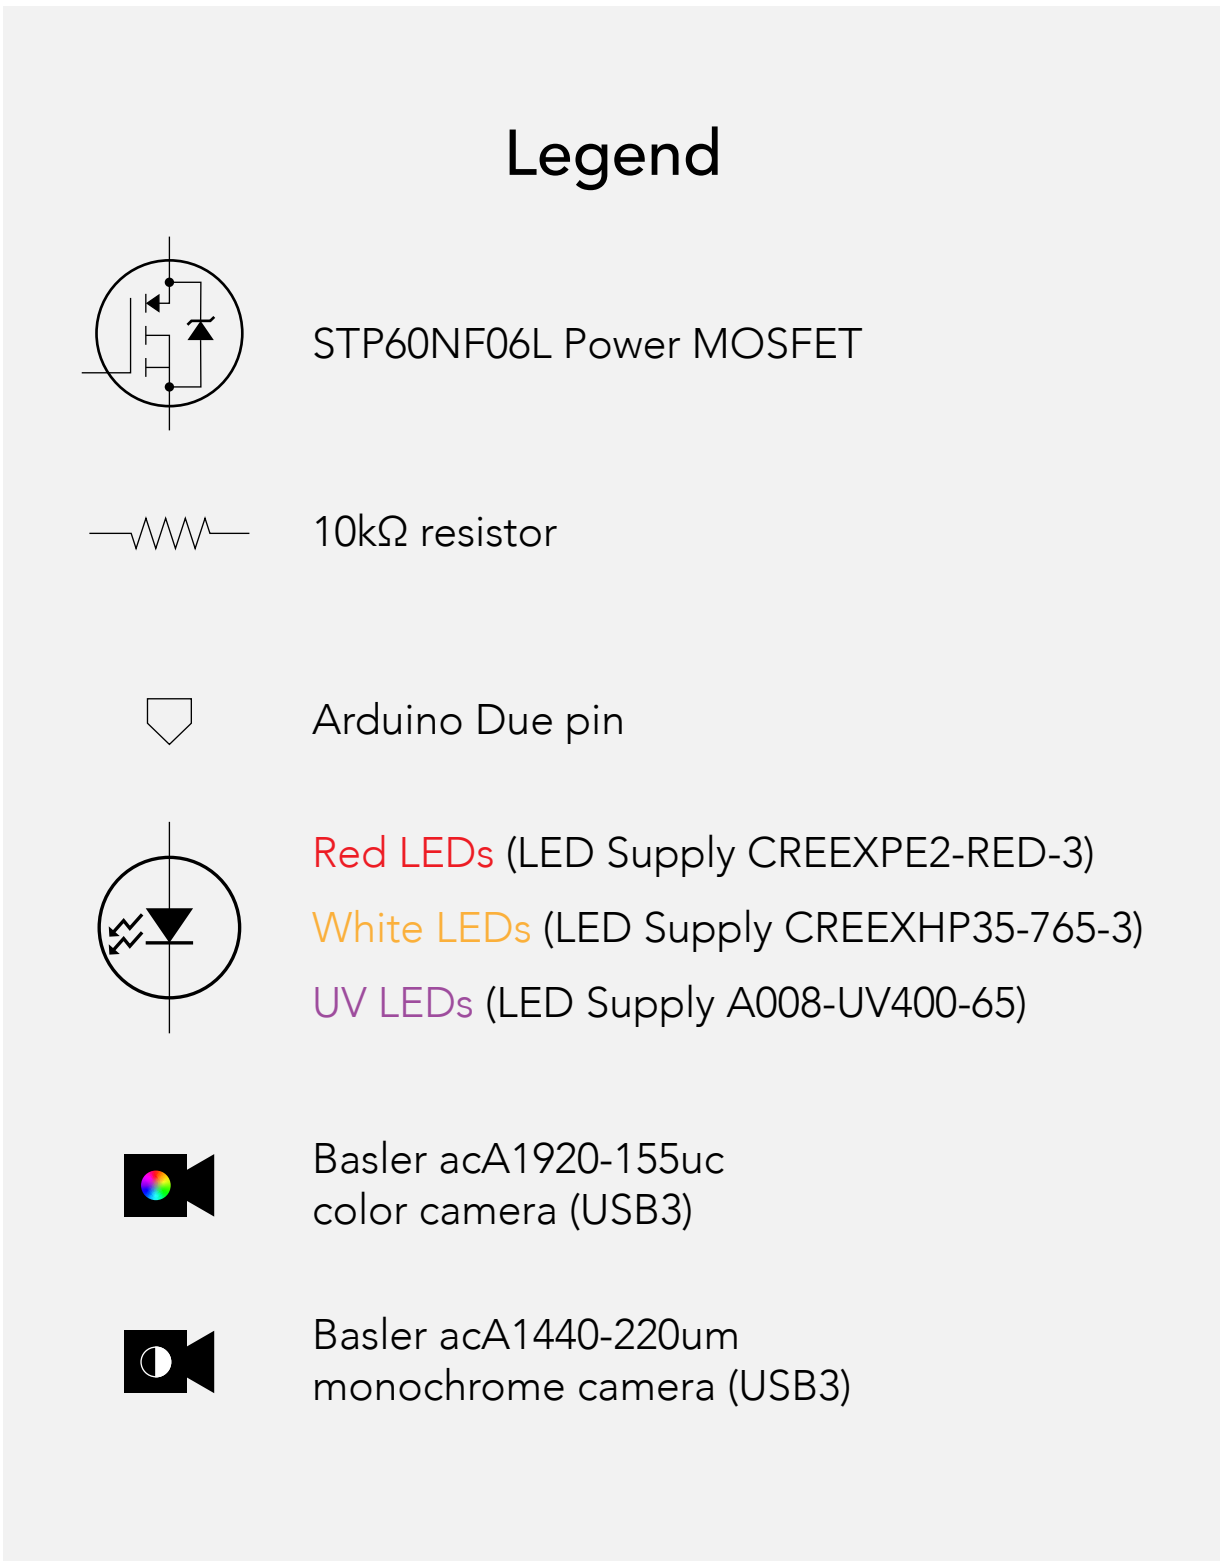 Legend
STP60NF06L Power MOSFET
10kΩ resistor
Arduino Due pin
Red LEDs (LED Supply CREEXPE2-RED-3)
White LEDs (LED Supply CREEXHP35-765-3)
UV LEDs (LED Supply A008-UV400-65)
Basler acA1920-155uc
color camera (USB3)
Basler acA1440-220um
monochrome camera (USB3)